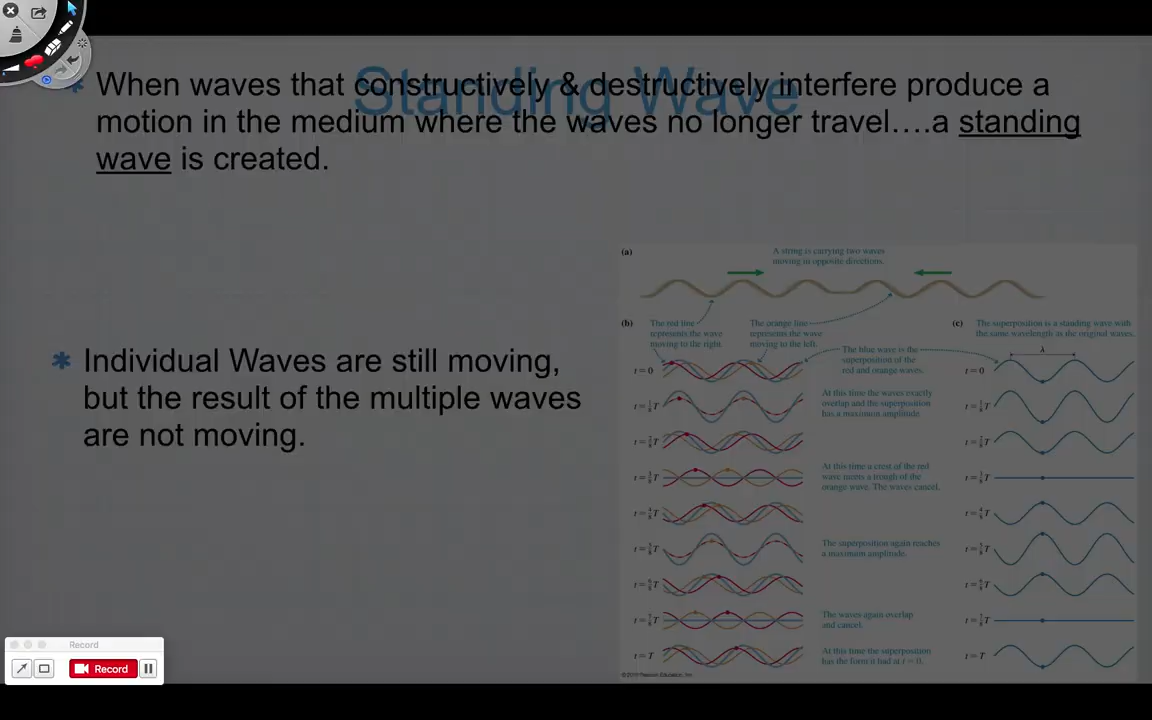 Standing Wave
When waves that constructively & destructively interfere produce a
motion in the medium where the waves no longer travel....a standing
wave is created.
Individual Waves are still moving,
but the result of the multiple waves
are not moving.
(a)
A string is carrying two waves
moving in opposite directions.
(b)
The red line
represents the wave
moving to the right.
The orange line
represents the wave
moving to the left.
(c)
The superposition is a standing wave with
the same wavelength as the original waves.
The blue wave is the
superposition of the
red and orange waves.
λ
t = 0
t = 0
At this time the waves exactly
overlap and the superposition
has a maximum amplitude.
At this time a crest of the red
wave meets a trough of the
orange wave. The waves cancel.
The superposition again reaches
a maximum amplitude.
The waves again overlap
and cancel.
t = T
At this time the superposition
has the form it had at t = 0.
t = T
© 2010 Pearson Education, Inc.
Record
Record